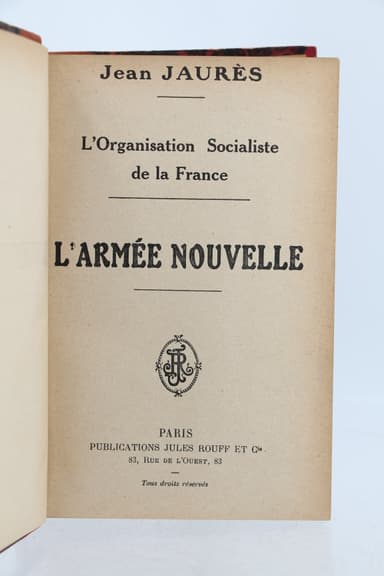 Jean JAURÈS
L'Organisation Socialiste
de la France
L'ARMÉE NOUVELLE
JR
PARIS
PUBLICATIONS JULES ROUFF ET Cie
83, RUE DE L'OUEST, 83
Tous droits réservés